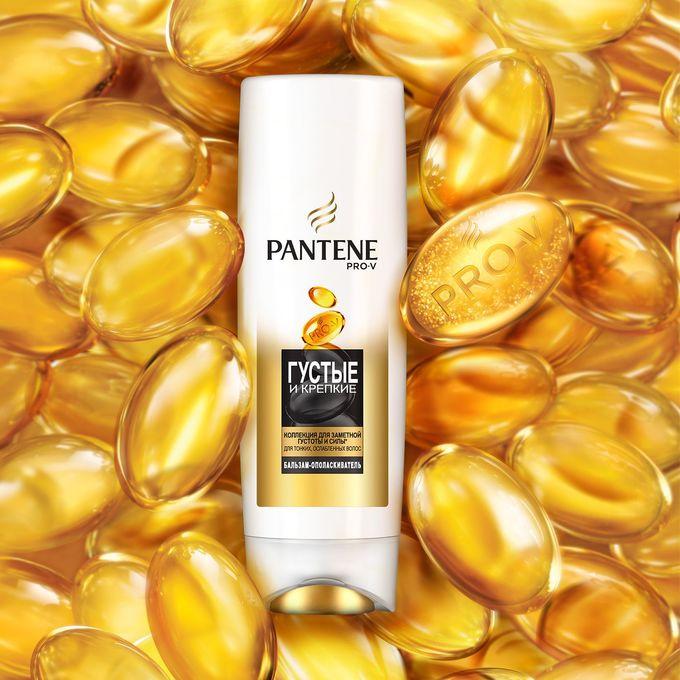 PANTENE
PRO-V
PRO-V
PRO-V
ГУСТЫЕ
И КРЕПКИЕ
КОЛЛЕКЦИЯ ДЛЯ ЗАМЕТНОЙ
ГУСТОТЫ И СИЛЫ*
ДЛЯ ТОНКИХ, ОСЛАБЛЕННЫХ ВОЛОС
БАЛЬЗАМ-ОПОЛАСКИВАТЕЛЬ